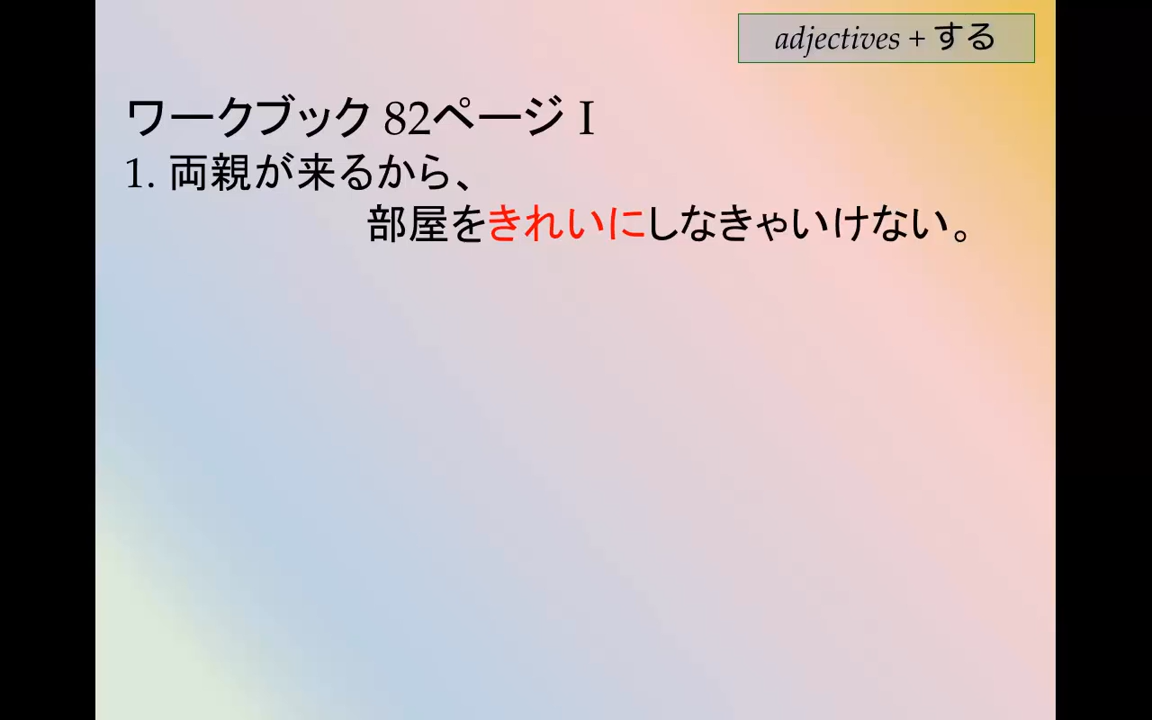 adjectives + する
ワークブック 82ページ I
1. 両親が来るから、
部屋をきれいにしなきゃいけない。